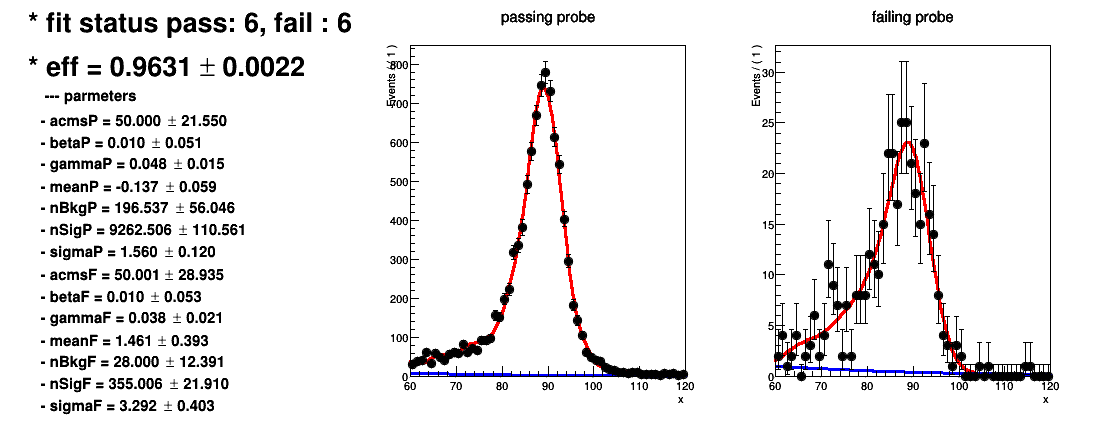 * fit status pass: 6, fail : 6
* eff = 0.9631 ± 0.0022
--- parmeters
- acmsP = 50.000 ± 21.550
- betaP = 0.010 ± 0.051
- gammaP = 0.048 ± 0.015
- meanP = -0.137 ± 0.059
- nBkgP = 196.537 ± 56.046
- nSigP = 9262.506 ± 110.561
- sigmaP = 1.560 ± 0.120
- acmsF = 50.001 ± 28.935
- betaF = 0.010 ± 0.053
- gammaF = 0.038 ± 0.021
- meanF = 1.461 ± 0.393
- nBkgF = 28.000 ± 12.391
- nSigF = 355.006 ± 21.910
- sigmaF = 3.292 ± 0.403
passing probe
Events / ( 1 )
800
700
600
500
400
300
200
100
0
60 70 80 90 100 110 120
x
failing probe
Events / ( 1 )
30
25
20
15
10
5
0
60 70 80 90 100 110 120
x